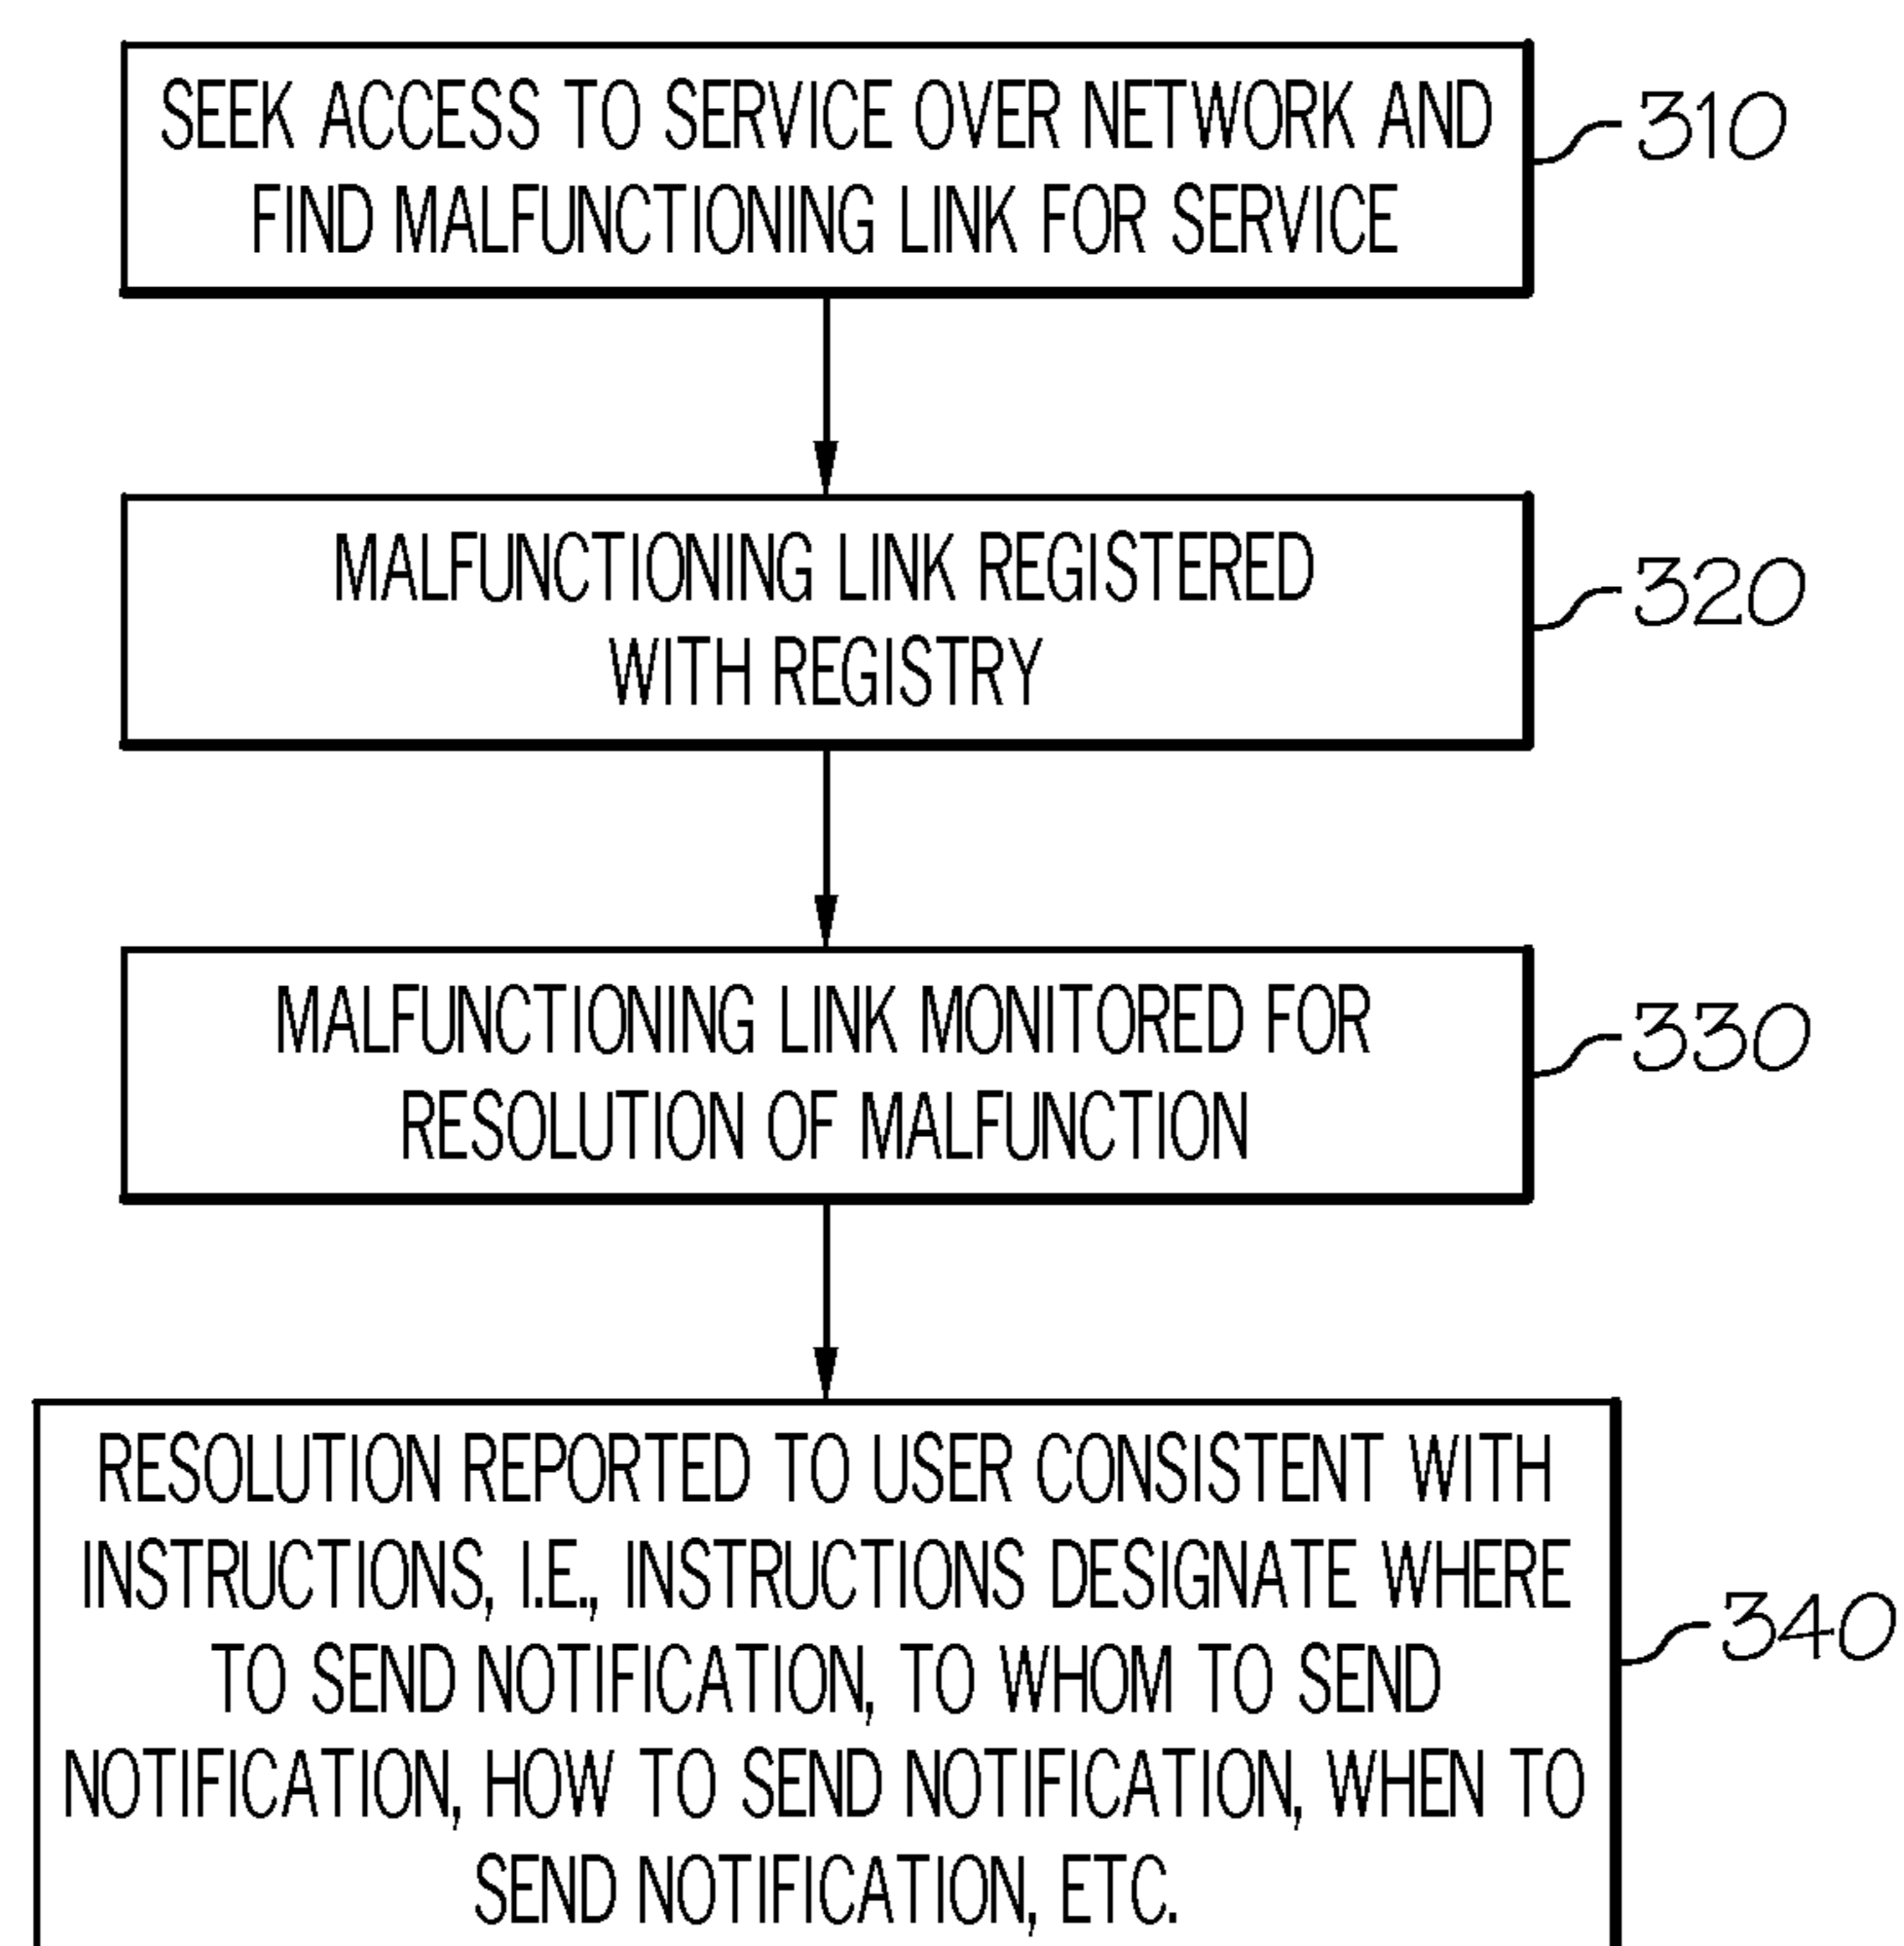 SEEK ACCESS TO SERVICE OVER NETWORK AND
FIND MALFUNCTIONING LINK FOR SERVICE
310
MALFUNCTIONING LINK REGISTERED
WITH REGISTRY
320
MALFUNCTIONING LINK MONITORED FOR
RESOLUTION OF MALFUNCTION
330
RESOLUTION REPORTED TO USER CONSISTENT WITH
INSTRUCTIONS, I.E., INSTRUCTIONS DESIGNATE WHERE
TO SEND NOTIFICATION, TO WHOM TO SEND
NOTIFICATION, HOW TO SEND NOTIFICATION, WHEN TO
SEND NOTIFICATION, ETC.
340